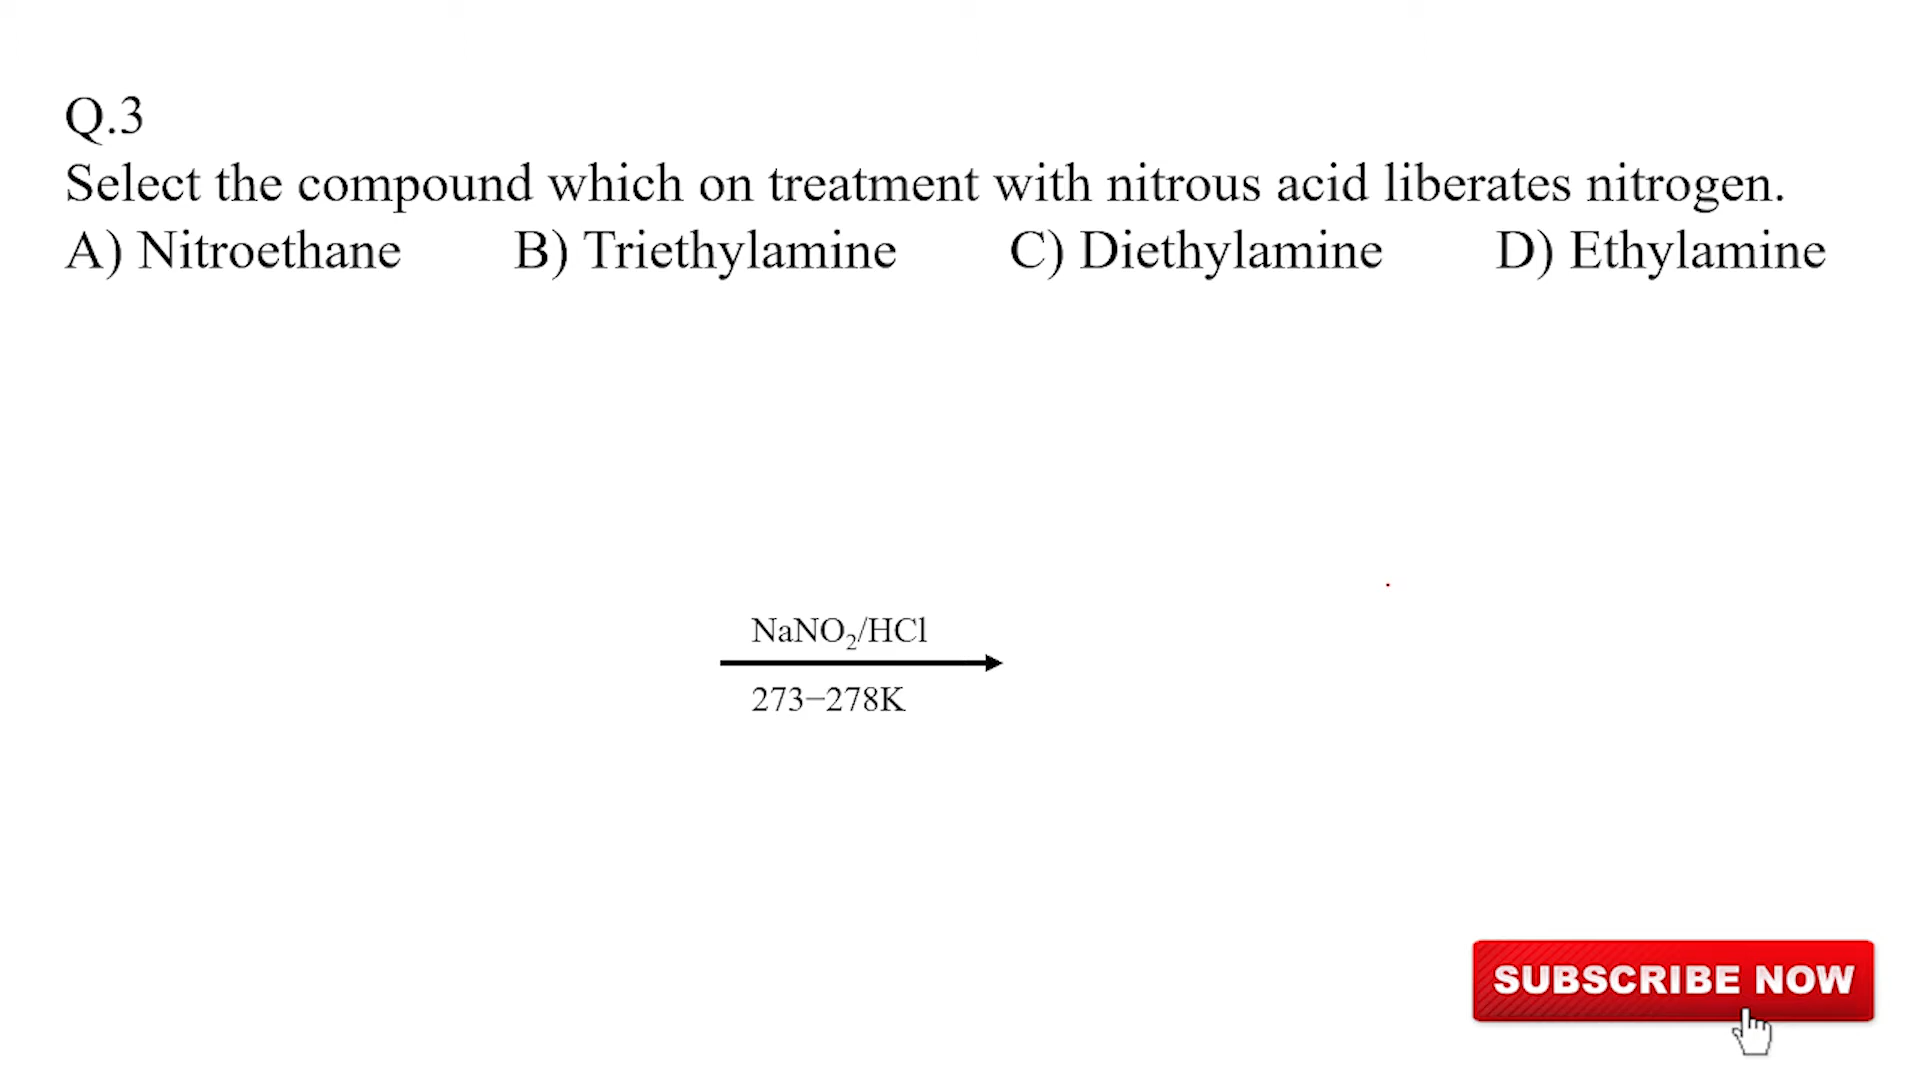 Q.3
Select the compound which on treatment with nitrous acid liberates nitrogen.
A) Nitroethane B) Triethylamine C) Diethylamine D) Ethylamine
NaNO₂/HCl
273−278K
SUBSCRIBE NOW